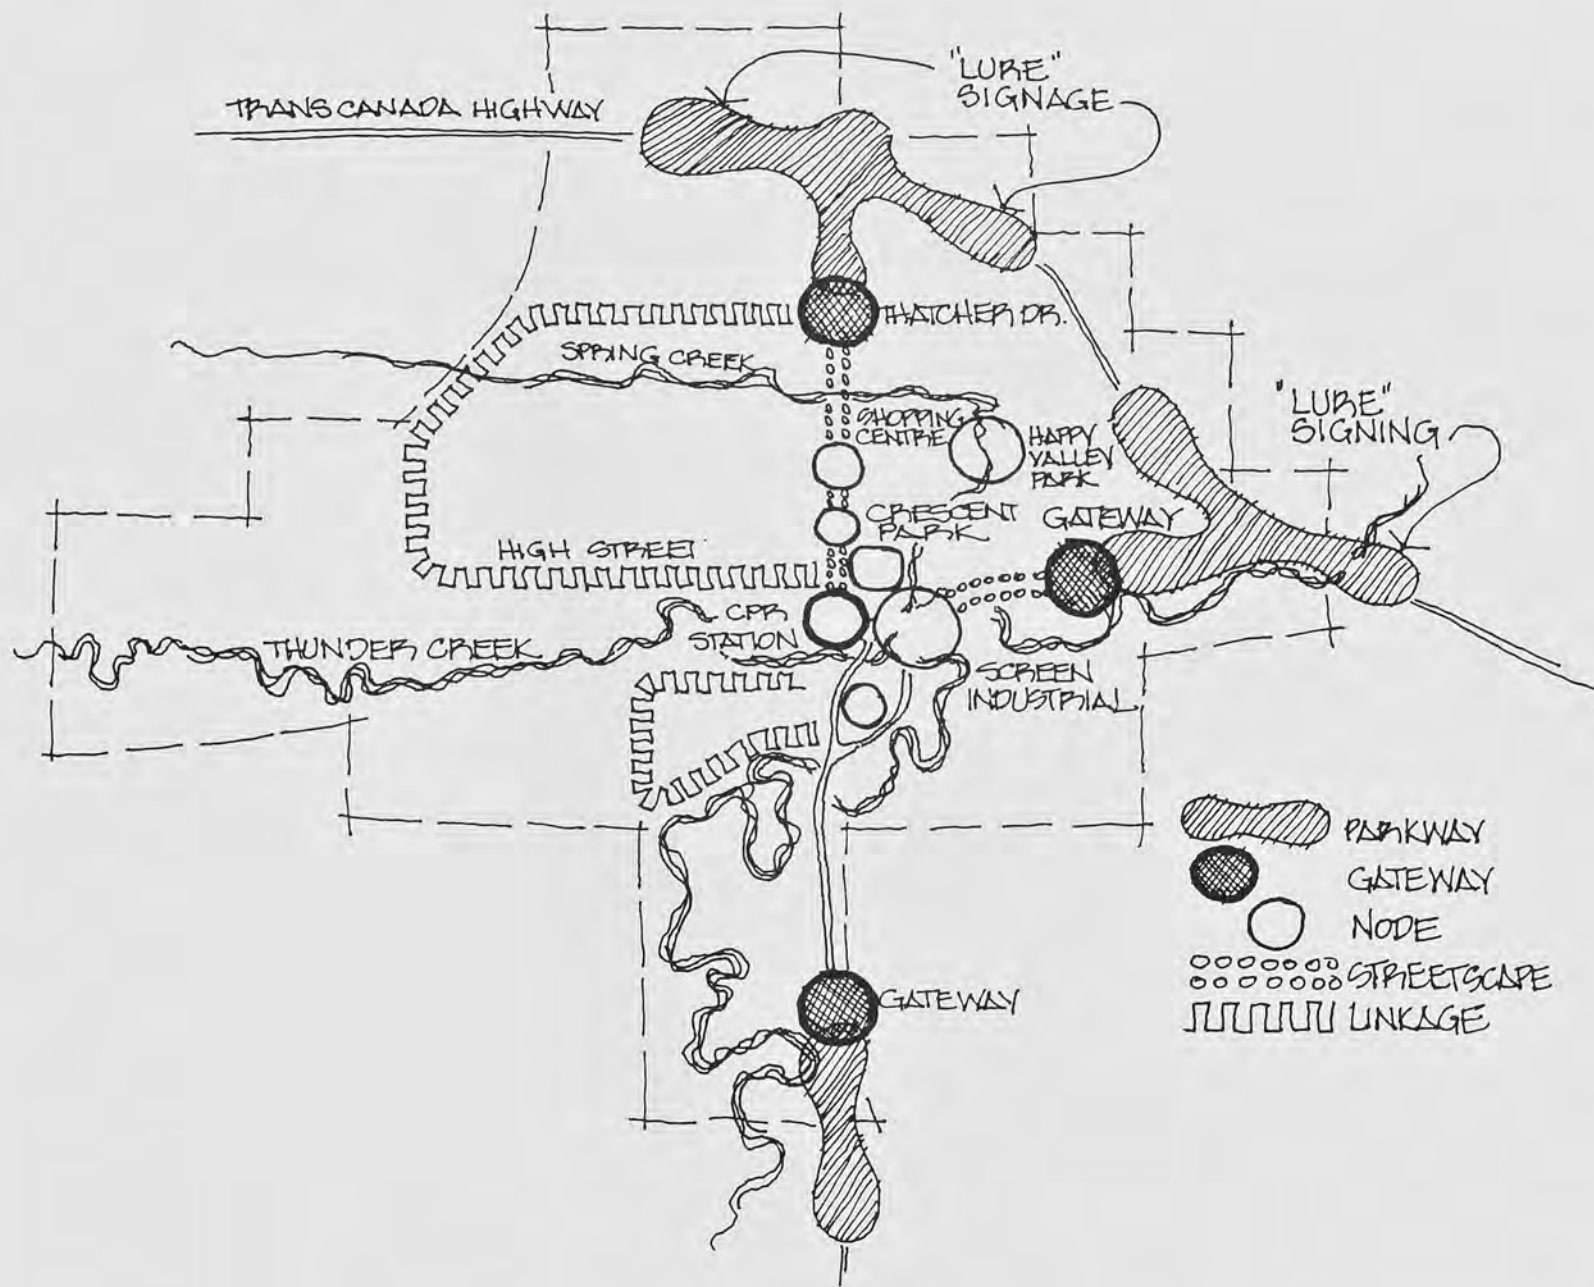 "LURE"
SIGNAGE
TRANS CANADA HIGHWAY
THATCHER DR.
SPRING CREEK
SHOPPING
CENTRE
HAPPY
VALLEY
PARK
"LURE"
SIGNING
CRESCENT
PARK
GATEWAY
HIGH STREET
CPR
STATION
THUNDER CREEK
SCREEN
INDUSTRIAL
GATEWAY
PARKWAY
GATEWAY
NODE
STREETSCAPE
LINKAGE